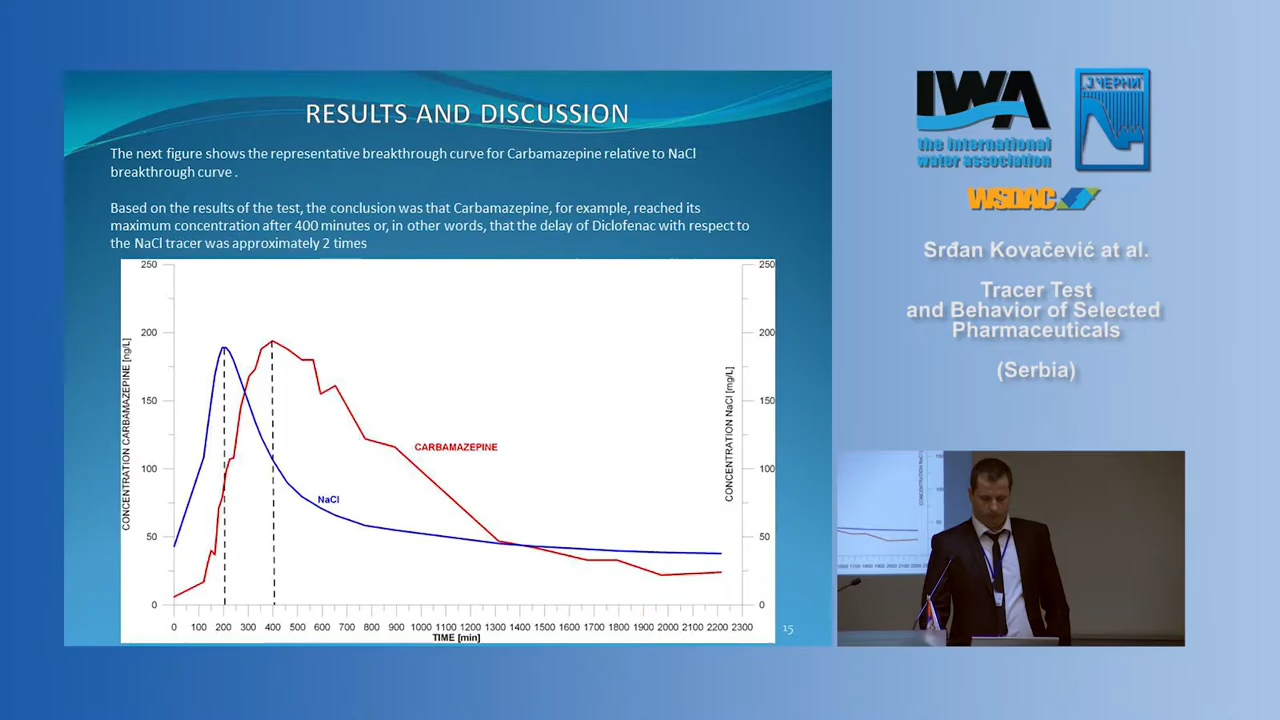 RESULTS AND DISCUSSION
The next figure shows the representative breakthrough curve for Carbamazepine relative to NaCl
breakthrough curve .
Based on the results of the test, the conclusion was that Carbamazepine, for example, reached its
maximum concentration after 400 minutes or, in other words, that the delay of Diclofenac with respect to
the NaCl tracer was approximately 2 times
250
200
150
100
50
0
CONCENTRATION CARBAMAZEPINE [ng/L]
CARBAMAZEPINE
NaCl
250
200
150
100
50
0
CONCENTRATION NaCl [mg/L]
0 100 200 300 400 500 600 700 800 900 1000 1100 1200 1300 1400 1500 1600 1700 1800 1900 2000 2100 2200 2300
TIME [min]
15
IWA
the international
water association
Ј.ЧЕРНИ
WSDAC
Srđan Kovačević at al.
Tracer Test
and Behavior of Selected
Pharmaceuticals
(Serbia)